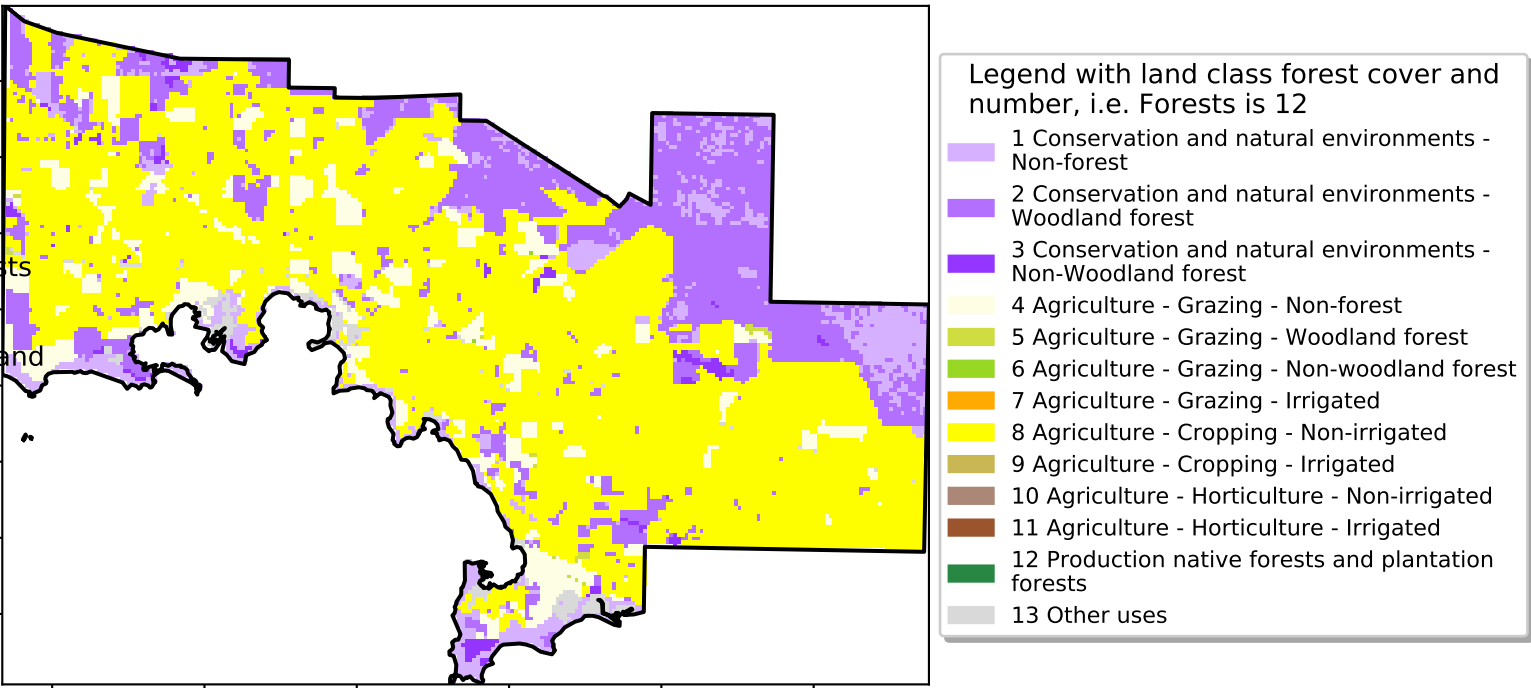 sts
and
Legend with land class forest cover and
number, i.e. Forests is 12
1 Conservation and natural environments -
Non-forest
2 Conservation and natural environments -
Woodland forest
3 Conservation and natural environments -
Non-Woodland forest
4 Agriculture - Grazing - Non-forest
5 Agriculture - Grazing - Woodland forest
6 Agriculture - Grazing - Non-woodland forest
7 Agriculture - Grazing - Irrigated
8 Agriculture - Cropping - Non-irrigated
9 Agriculture - Cropping - Irrigated
10 Agriculture - Horticulture - Non-irrigated
11 Agriculture - Horticulture - Irrigated
12 Production native forests and plantation
forests
13 Other uses